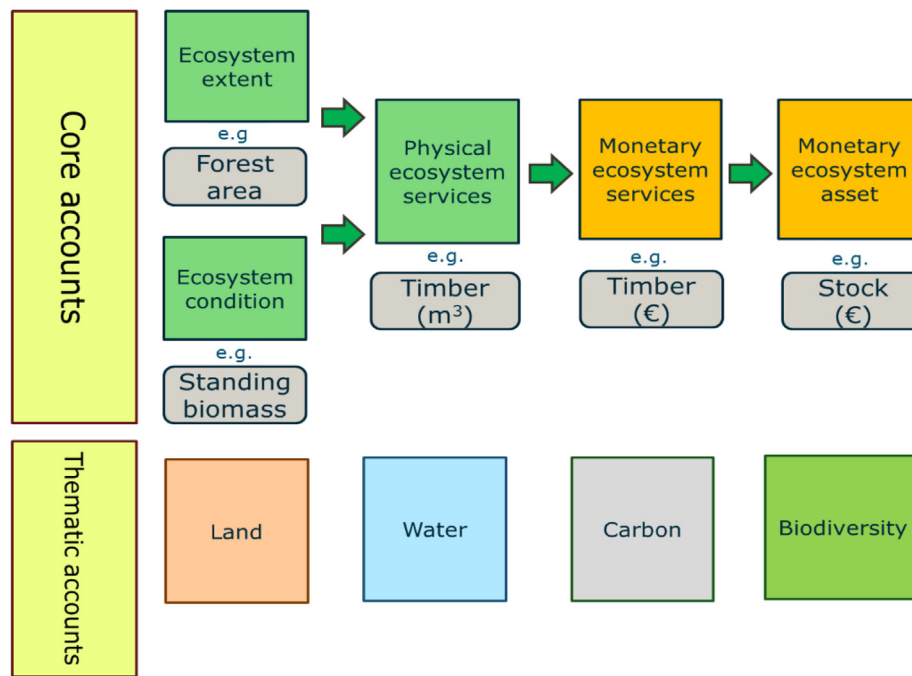 Core accounts
Ecosystem
extent
e.g
Forest
area
Ecosystem
condition
e.g.
Standing
biomass
Physical
ecosystem
services
e.g.
Timber
(m³)
Monetary
ecosystem
services
e.g.
Timber
(€)
Monetary
ecosystem
asset
e.g.
Stock
(€)
Thematic accounts
Land
Water
Carbon
Biodiversity